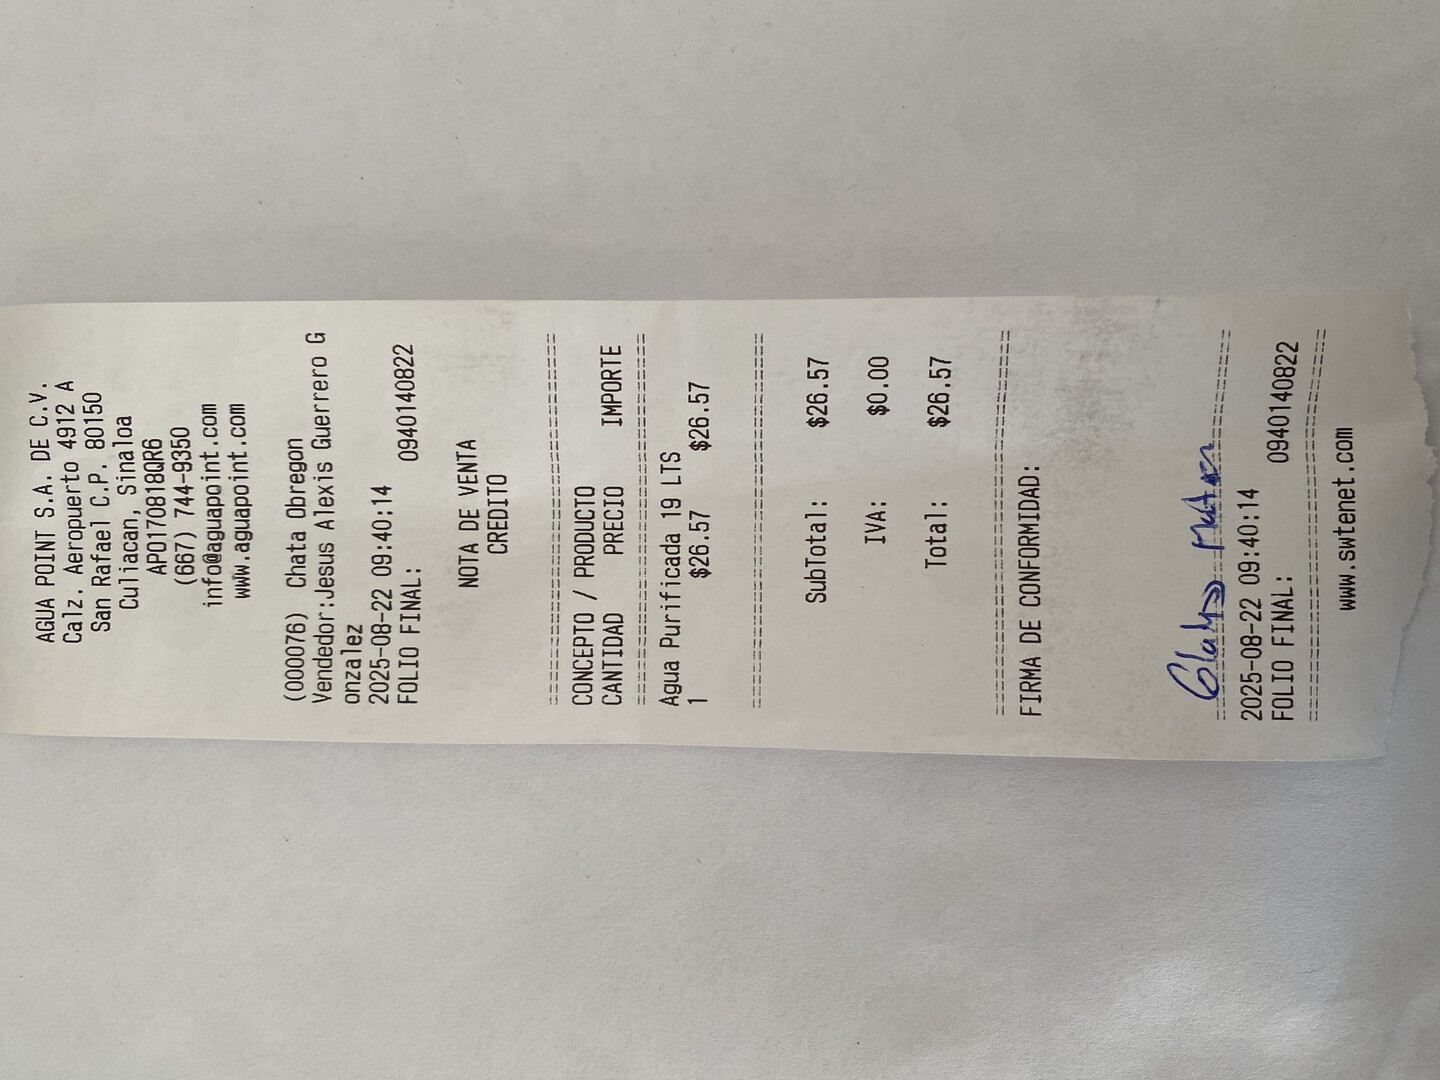 AGUA POINT S.A. DE C.V.
Calz. Aeropuerto 4912 A
San Rafael C.P. 80150
Culiacan, Sinaloa
APO170818QR6
(667) 744-9350
info@aguapoint.com
www.aguapoint.com
(000076) Chata Obregon
Vendedor:Jesus Alexis Guerrero G
onzalez
2025-08-22 09:40:14
FOLIO FINAL: 0940140822
NOTA DE VENTA
CREDITO
CONCEPTO / PRODUCTO
CANTIDAD PRECIO IMPORTE
Agua Purificada 19 LTS
1 $26.57 $26.57
SubTotal: $26.57
IVA: $0.00
Total: $26.57
FIRMA DE CONFORMIDAD:
2025-08-22 09:40:14
FOLIO FINAL: 0940140822
www.swtenet.com